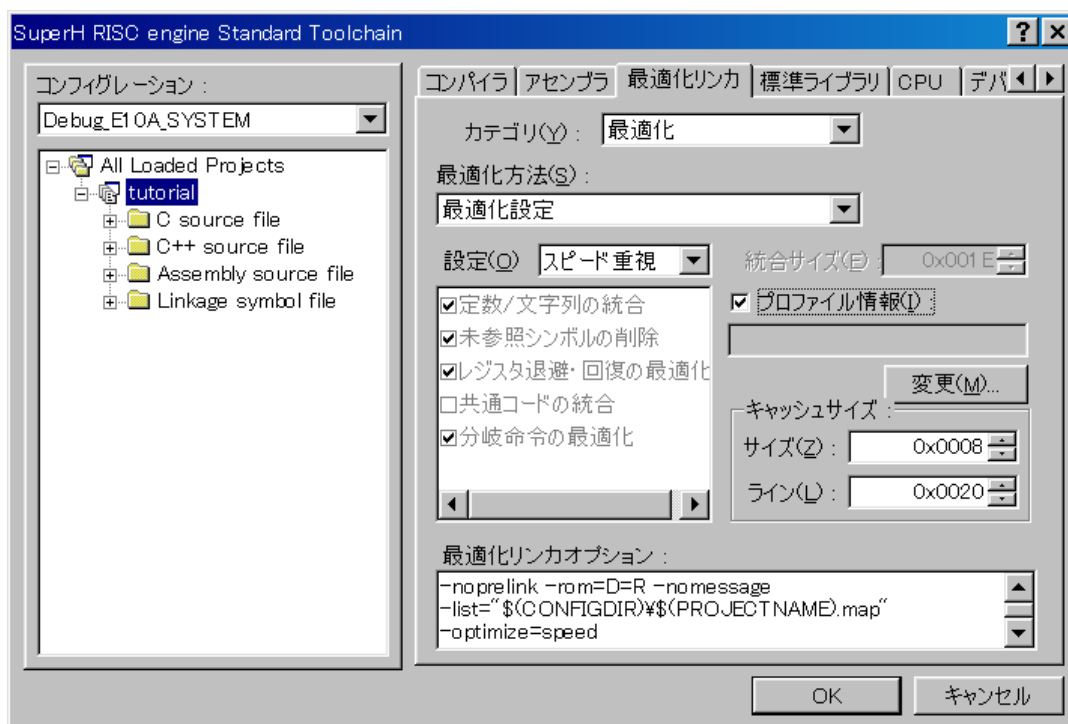 SuperH RISC engine Standard Toolchain
コンフィグレーション :
Debug_E10A_SYSTEM
All Loaded Projects
tutorial
C source file
C++ source file
Assembly source file
Linkage symbol file
コンパイラ アセンブラ 最適化リンカ 標準ライブラリ CPU デバ
カテゴリ(Y) : 最適化
最適化方法(S) :
最適化設定
設定(O) スピード重視 統合サイズ(E) : 0x001E
定数/文字列の統合
未参照シンボルの削除
レジスタ退避・回復の最適化
共通コードの統合
分岐命令の最適化
プロファイル情報(I) :
変更(M)...
キャッシュサイズ :
サイズ(Z) : 0x0008
ライン(L) : 0x0020
最適化リンカオプション :
-noprelink -rom=D=R -nomessage
-list="$(CONFIGDIR)¥$(PROJECTNAME).map"
-optimize=speed
OK キャンセル